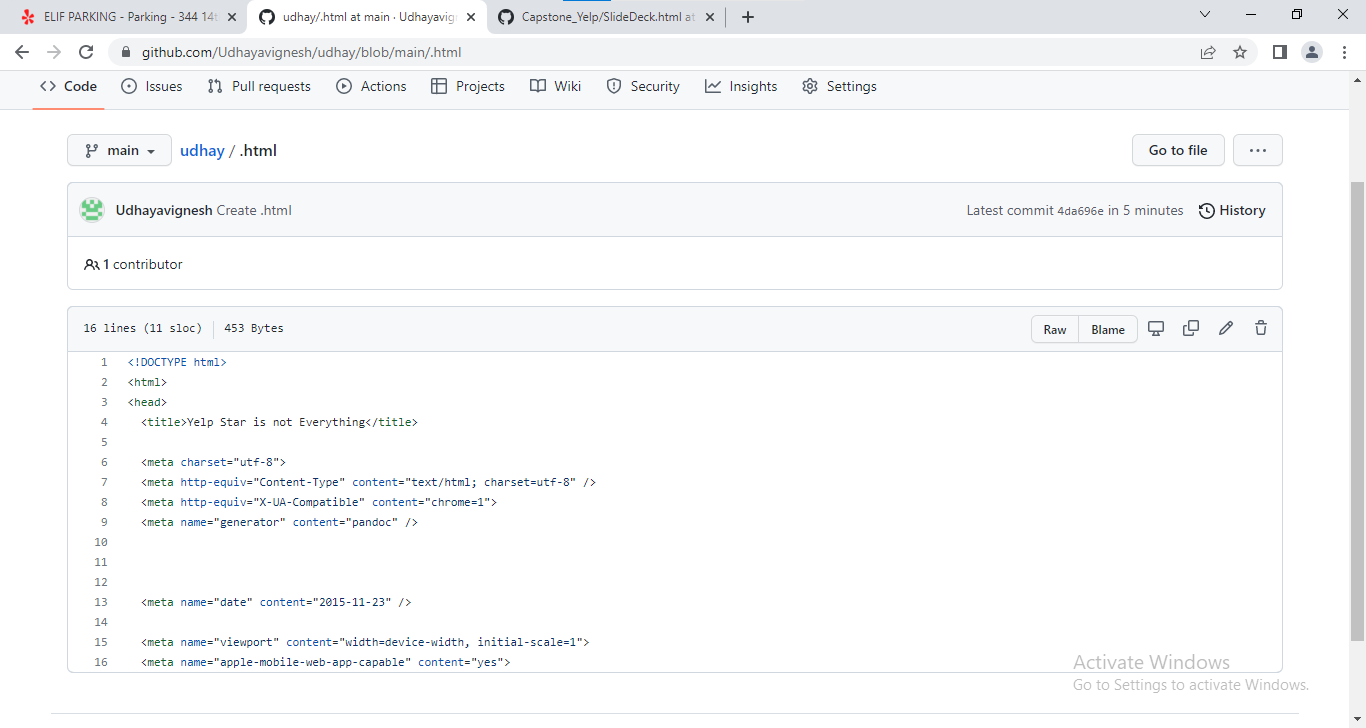 ELIF PARKING - Parking - 344 14t
udhay/.html at main · Udhayavig
Capstone_Yelp/SlideDeck.html at
github.com/Udhayavignesh/udhay/blob/main/.html
Code Issues Pull requests Actions Projects Wiki Security Insights Settings
main udhay / .html Go to file ...
Udhayavignesh Create .html Latest commit 4da696e in 5 minutes History
1 contributor
16 lines (11 sloc) 453 Bytes Raw Blame
1 <!DOCTYPE html>
2 <html>
3 <head>
4 <title>Yelp Star is not Everything</title>
5
6 <meta charset="utf-8">
7 <meta http-equiv="Content-Type" content="text/html; charset=utf-8" />
8 <meta http-equiv="X-UA-Compatible" content="chrome=1">
9 <meta name="generator" content="pandoc" />
10
11
12
13 <meta name="date" content="2015-11-23" />
14
15 <meta name="viewport" content="width=device-width, initial-scale=1">
16 <meta name="apple-mobile-web-app-capable" content="yes">
Activate Windows
Go to Settings to activate Windows.